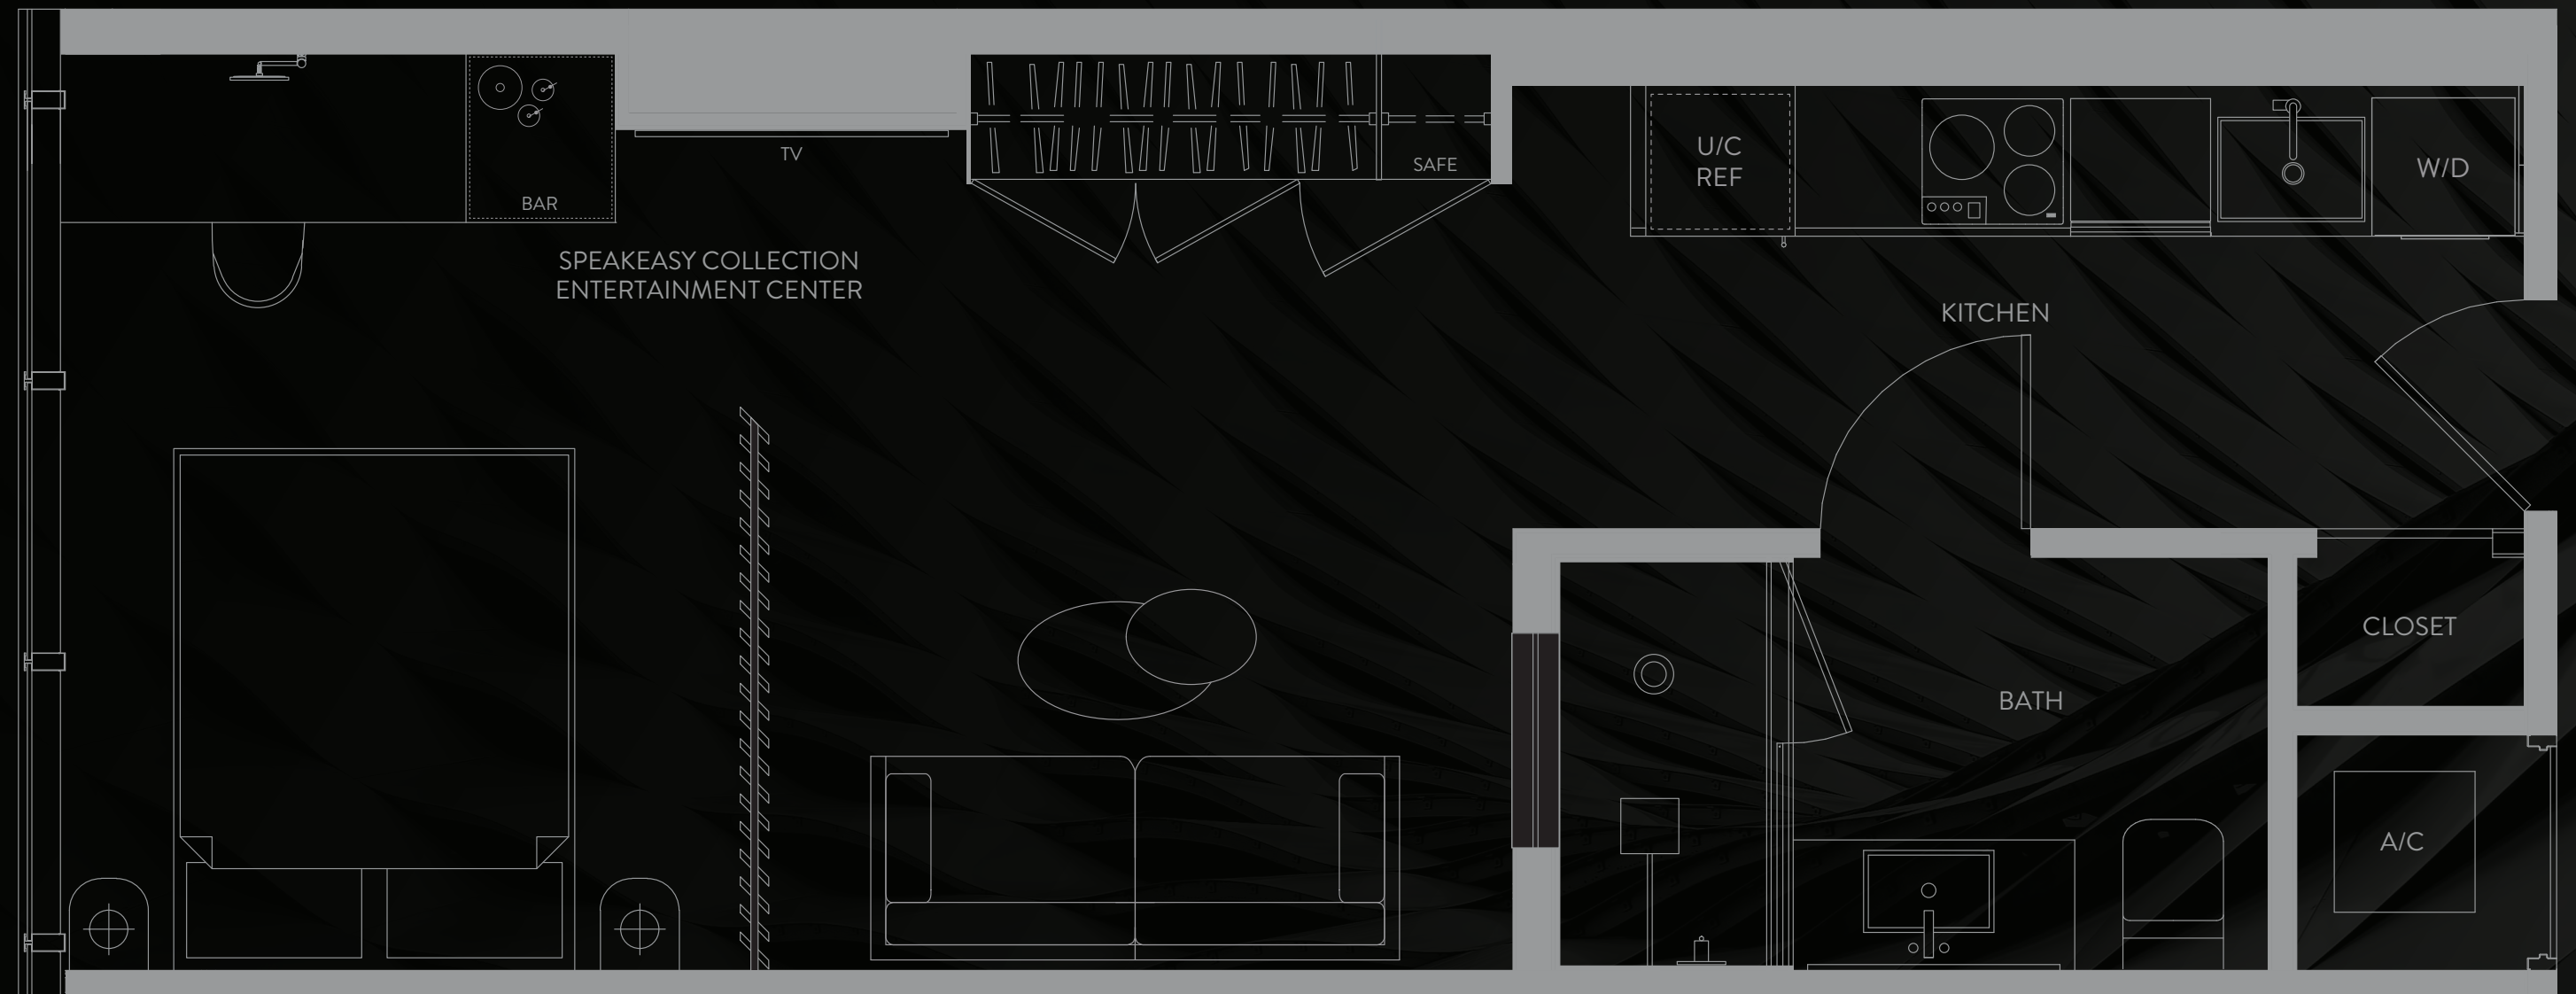 TV
BAR
SAFE
U/C
REF
W/D
SPEAKEASY COLLECTION
ENTERTAINMENT CENTER
KITCHEN
CLOSET
BATH
A/C